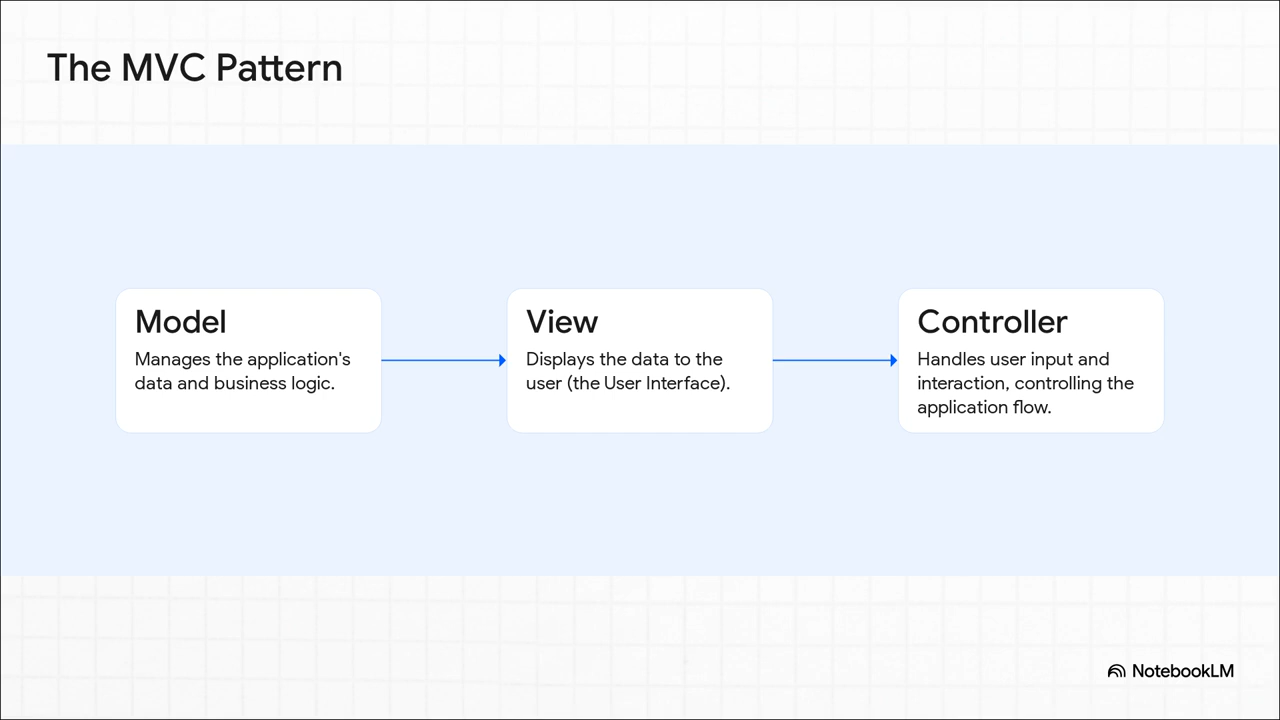 The MVC Pattern
Model
Manages the application's
data and business logic.
View
Displays the data to the
user (the User Interface).
Controller
Handles user input and
interaction, controlling the
application flow.
NotebookLM